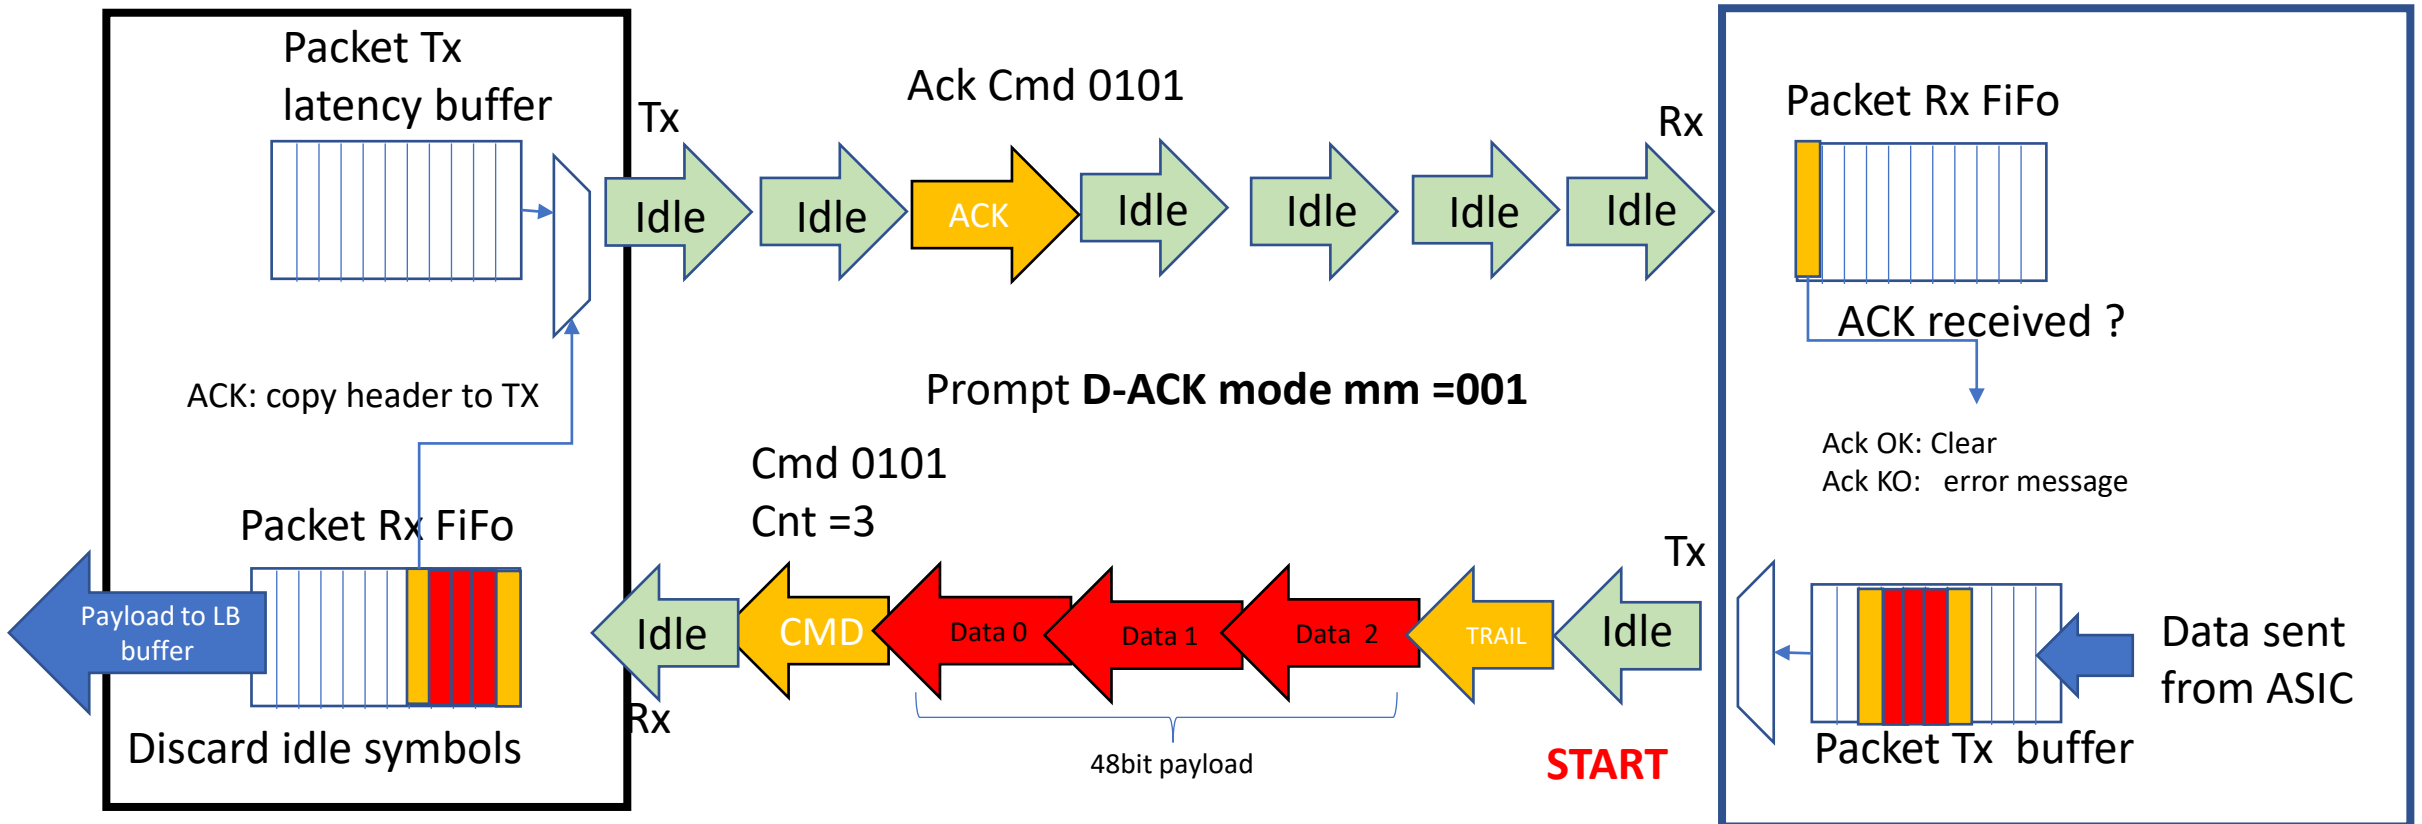 Packet Tx
latency buffer
Tx
Ack Cmd 0101
Rx
Packet Rx FiFo
Idle
Idle
ACK
Idle
Idle
Idle
Idle
ACK received ?
ACK: copy header to TX
Prompt D-ACK mode mm =001
Ack OK: Clear
Ack KO:   error message
Cmd 0101
Cnt =3
Packet Rx FiFo
Tx
Payload to LB
buffer
Idle
CMD
Data 0
Data 1
Data 2
TRAIL
Idle
Data sent
from ASIC
Rx
Discard idle symbols
48bit payload
START
Packet Tx buffer